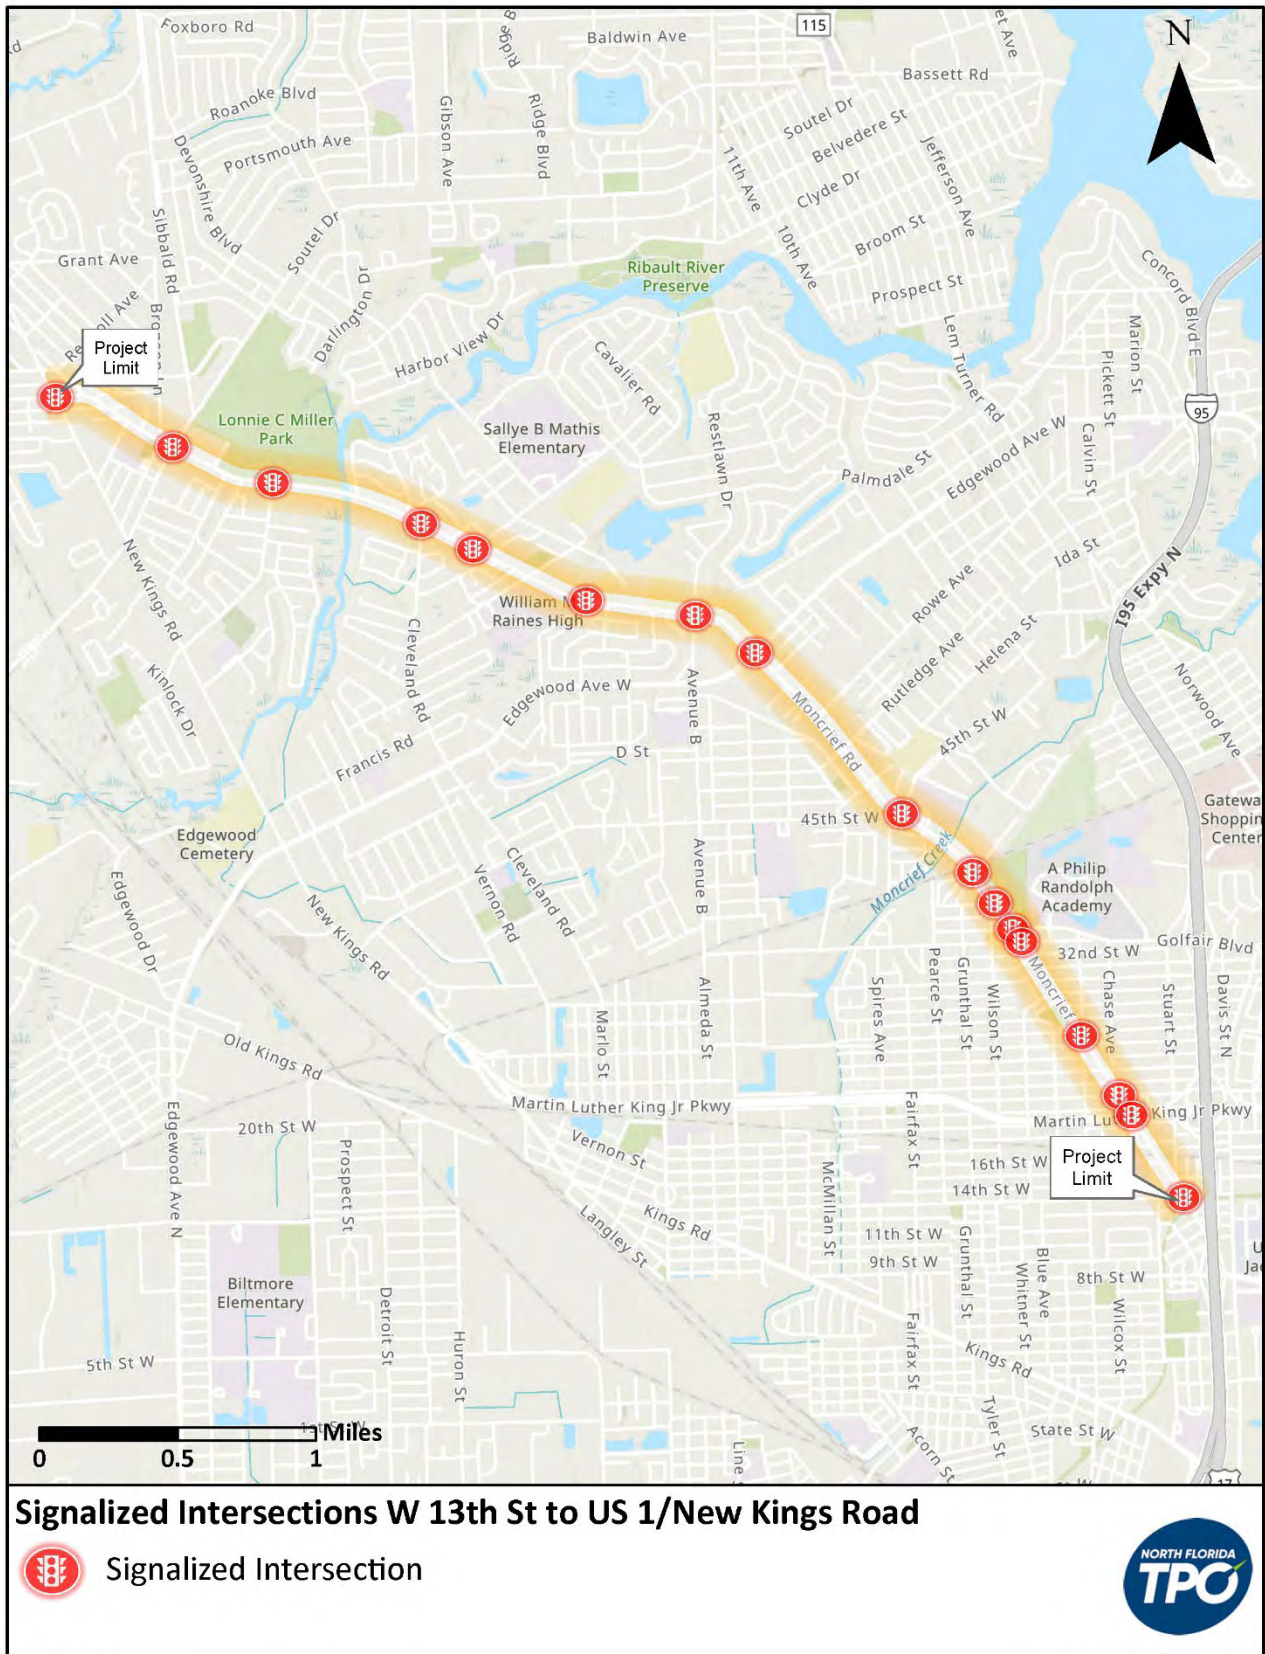 Foxboro Rd
Ridge B
Baldwin Ave
115
et Ave
N
rd
Bassett Rd
Roanoke Blvd
Gibson Ave
Ridge Blvd
Soutel Dr
Belvedere St
Jefferson Ave
Portsmouth Ave
Devonshire Blvd
11th Ave
Clyde Dr
Sibbald Rd
Soutel Dr
10th Ave
Broom St
Grant Ave
Darlington Dr
Ribault River
Preserve
Prospect St
Concord Blvd E
Harbor View Dr
Project
Limit
Cavalier Rd
Lem Turner Rd
Marion St
Pickett St
95
Lonnie C Miller
Park
Sallye B Mathis
Elementary
Restlawn Dr
Palmdale St
Edgewood Ave W
Calvin St
New Kings Rd
Ida St
I95 Expy N
William
Raines High
Rowe Ave
Cleveland Rd
Helena St
Rutledge Ave
Kinlock Dr
Edgewood Ave W
Avenue B
Moncrief Rd
Norwood Ave
45th St W
Francis Rd
D St
45th St W
Gatewa
Shoppin
Center
Edgewood
Cemetery
Moncrief Creek
A Philip
Randolph
Academy
Edgewood Dr
Cleveland Rd
Vernon Rd
Avenue B
New Kings Rd
Golfair Blvd
32nd St W
Pearce St
Grunthal St
Wilson St
Moncrief
Chase Ave
Stuart St
Davis St N
Spires Ave
Almeda St
Marlo St
Old Kings Rd
Martin Luther King Jr Pkwy
Martin Lu
King Jr Pkwy
Edgewood Ave N
20th St W
Prospect St
Vernon St
Fairfax St
16th St W
14th St W
Project
Limit
McMillan St
Langley St
Kings Rd
11th St W
9th St W
Grunthal St
Blue Ave
Whitner St
8th St W
Wilcox St
U
Ja
Biltmore
Elementary
Detroit St
Huron St
Fairfax St
Kings Rd
5th St W
Tyler St
State St W
Acorn St
Line
17
Miles
0 0.5 1
Signalized Intersections W 13th St to US 1/New Kings Road
Signalized Intersection
NORTH FLORIDA
TPO